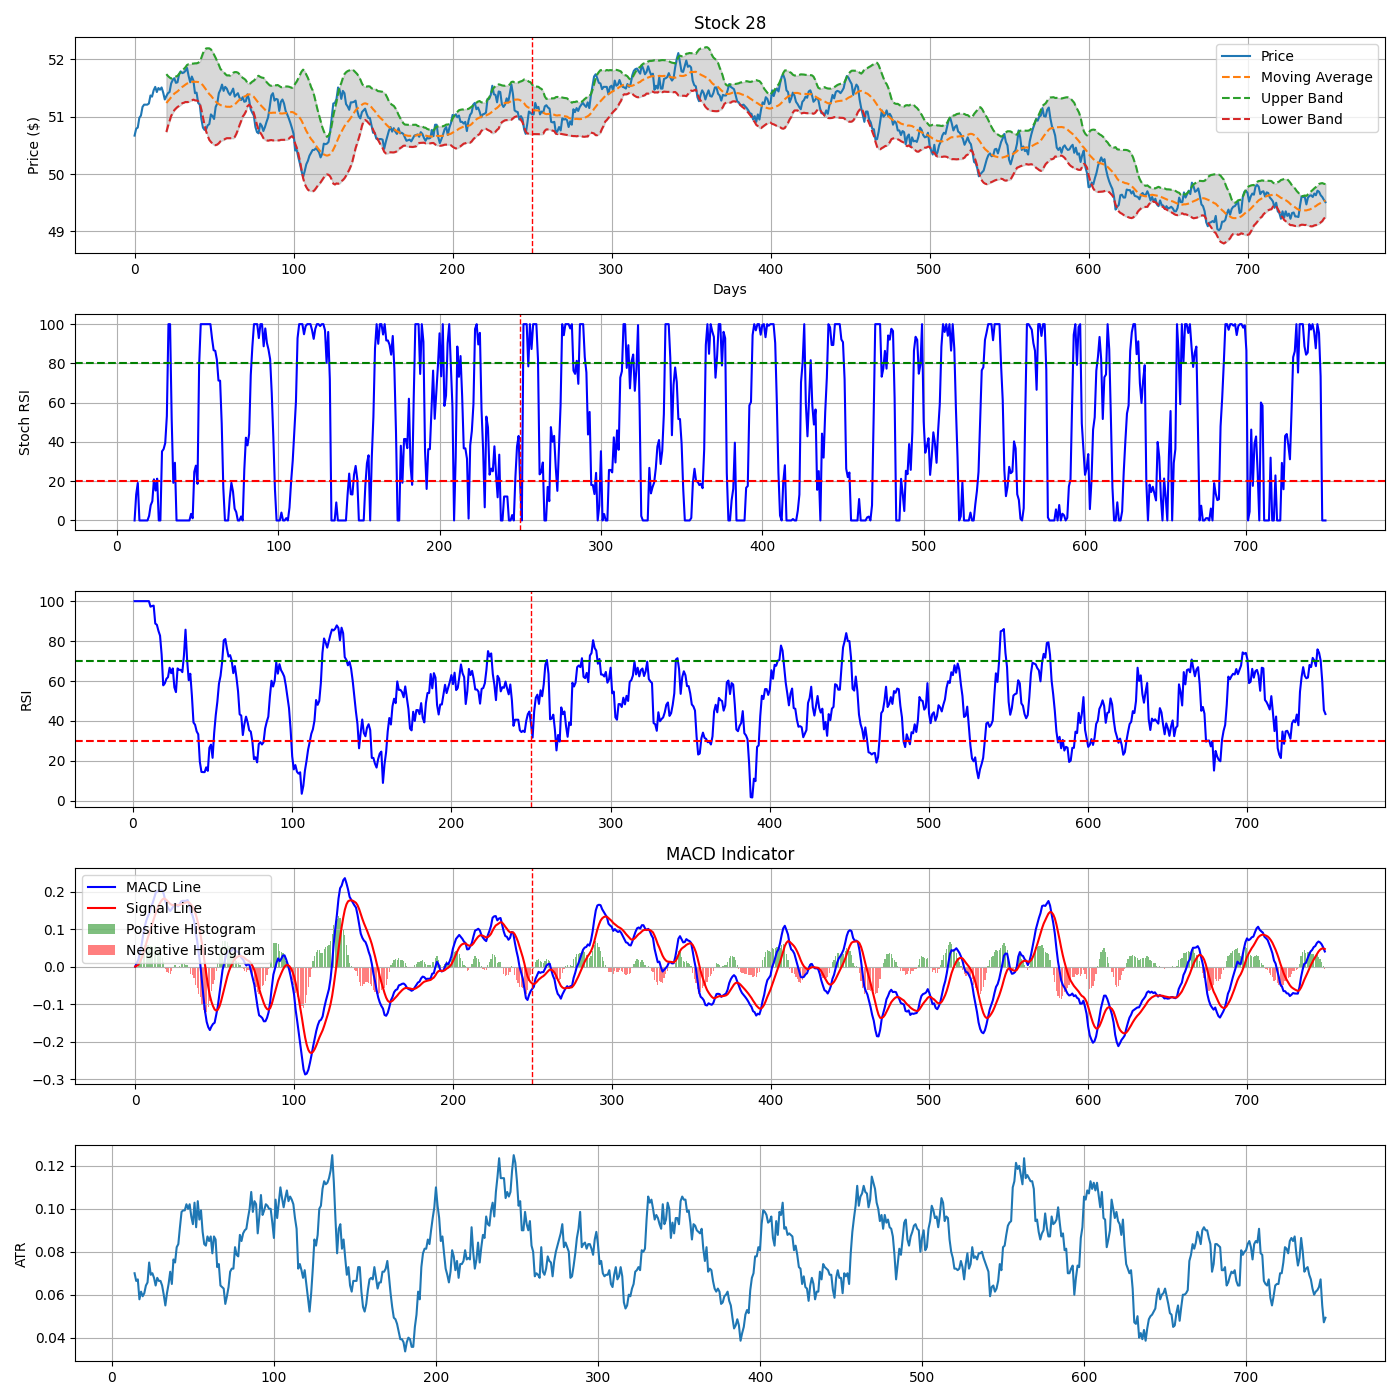 Stock 28
Price ($)
52
51
50
49
Price
Moving Average
Upper Band
Lower Band
0 100 200 300 400 500 600 700
Days
Stoch RSI
100
80
60
40
20
0
0 100 200 300 400 500 600 700
RSI
100
80
60
40
20
0
0 100 200 300 400 500 600 700
MACD Indicator
0.2
0.1
0.0
−0.1
−0.2
−0.3
MACD Line
Signal Line
Positive Histogram
Negative Histogram
0 100 200 300 400 500 600 700
ATR
0.12
0.10
0.08
0.06
0.04
0 100 200 300 400 500 600 700